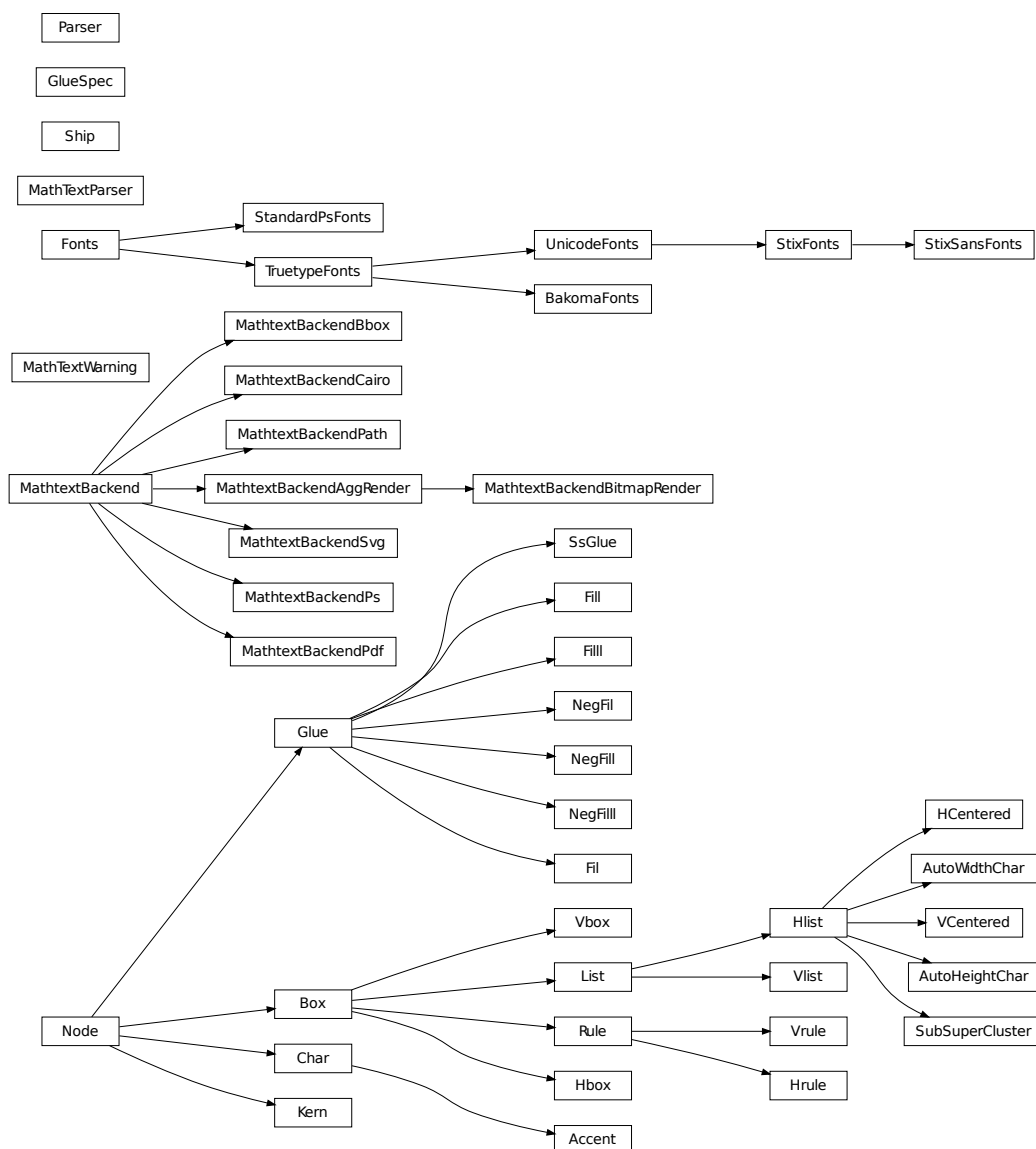 Parser
GlueSpec
Ship
MathTextParser
StandardPsFonts
Fonts
UnicodeFonts
StixFonts
StixSansFonts
TruetypeFonts
BakomaFonts
MathtextBackendBbox
MathTextWarning
MathtextBackendCairo
MathtextBackendPath
MathtextBackend
MathtextBackendAggRender
MathtextBackendBitmapRender
MathtextBackendSvg
SsGlue
MathtextBackendPs
Fill
MathtextBackendPdf
Filll
NegFil
Glue
NegFill
NegFilll
HCentered
Fil
AutoWidthChar
Vbox
Hlist
VCentered
List
Vlist
AutoHeightChar
Box
Node
Rule
Vrule
SubSuperCluster
Char
Hbox
Hrule
Kern
Accent